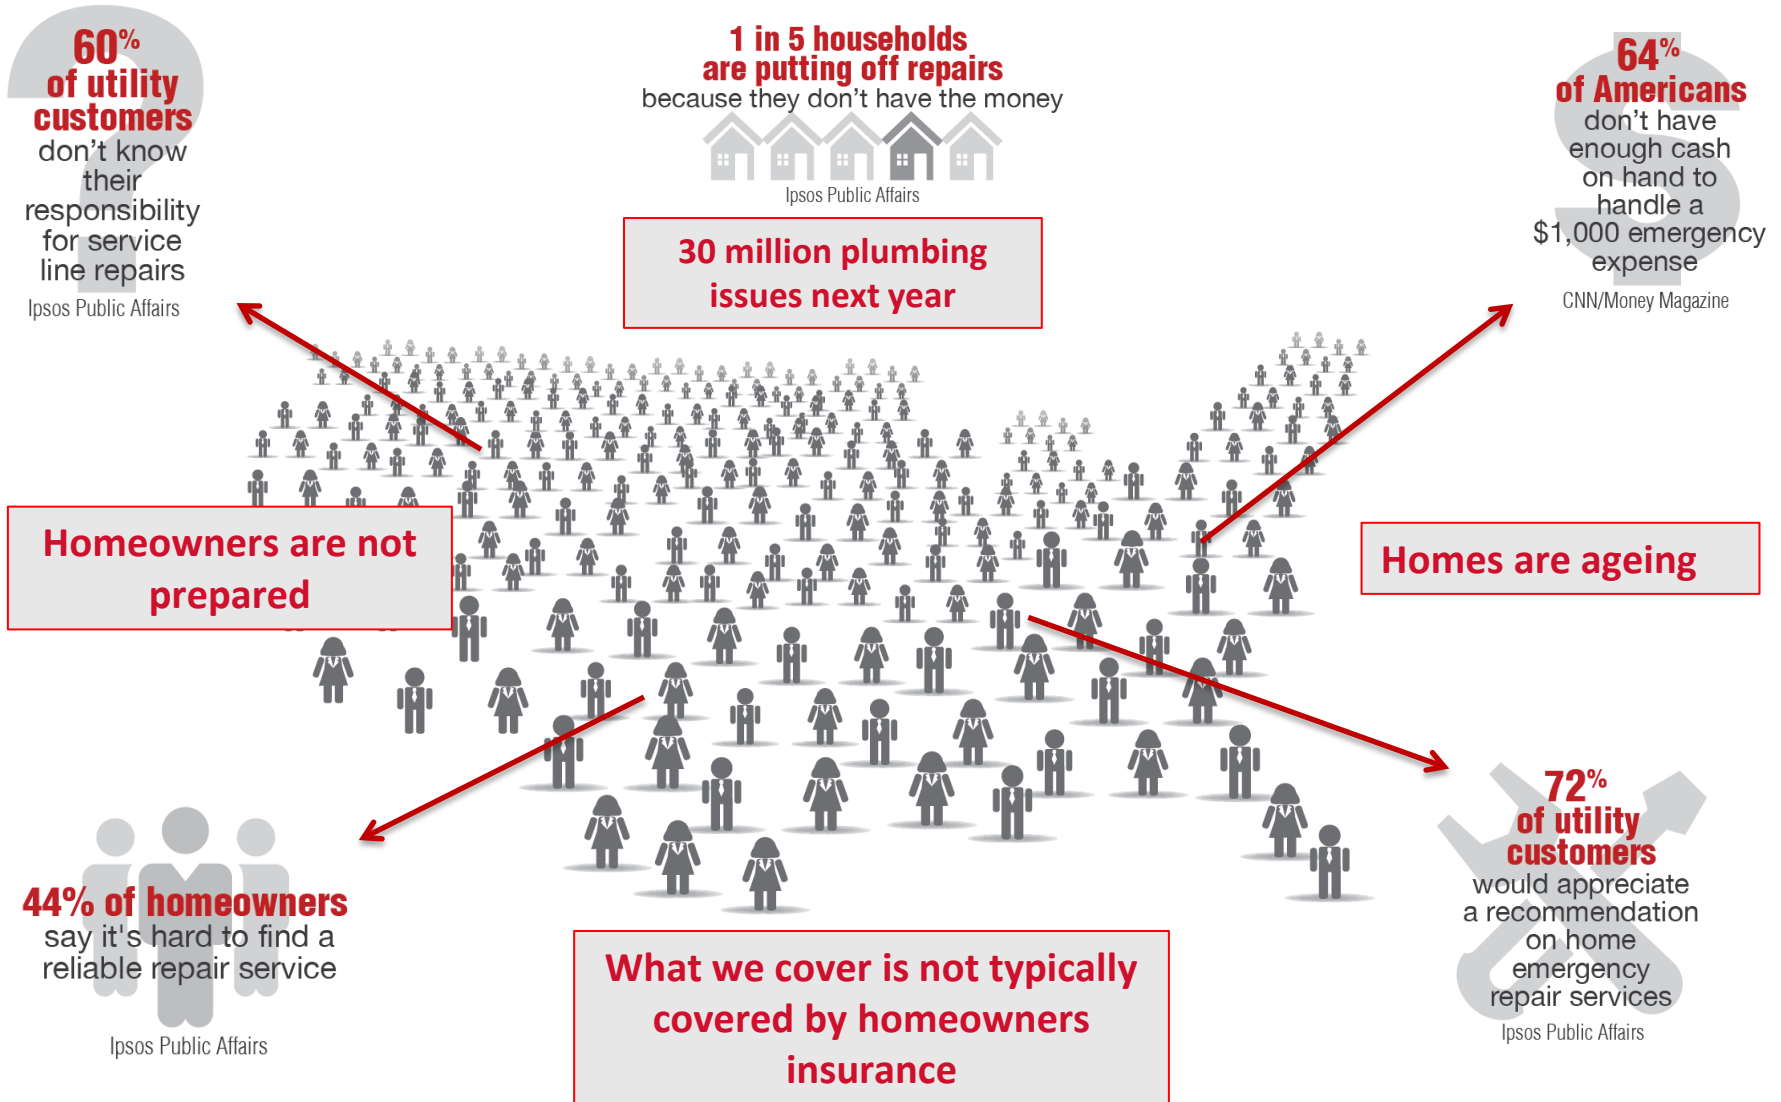 60%
of utility
customers
don't know
their
responsibility
for service
line repairs
Ipsos Public Affairs
1 in 5 households
are putting off repairs
because they don't have the money
Ipsos Public Affairs
30 million plumbing
issues next year
64%
of Americans
don't have
enough cash
on hand to
handle a
$1,000 emergency
expense
CNN/Money Magazine
Homeowners are not
prepared
Homes are ageing
44% of homeowners
say it's hard to find a
reliable repair service
Ipsos Public Affairs
What we cover is not typically
covered by homeowners
insurance
72%
of utility
customers
would appreciate
a recommendation
on home
emergency
repair services
Ipsos Public Affairs